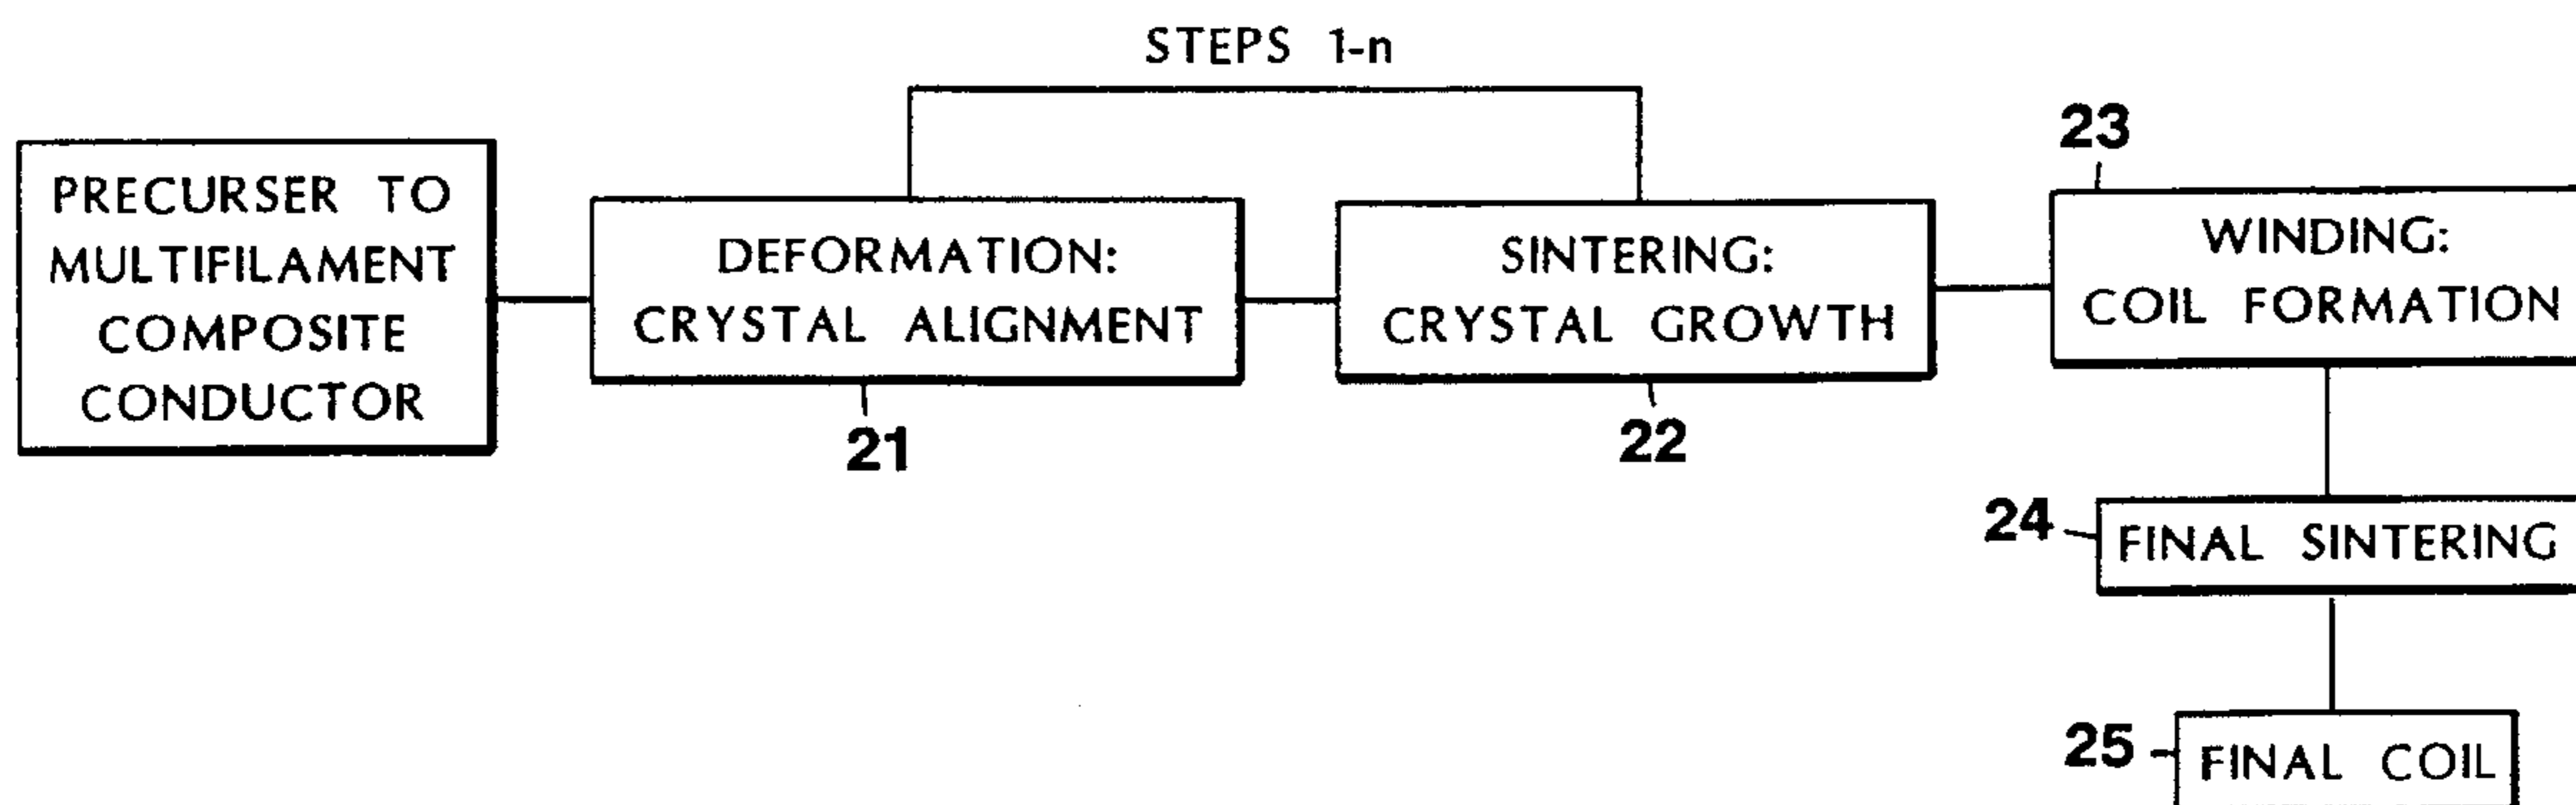 STEPS 1-n
PRECURSER TO
MULTIFILAMENT
COMPOSITE
CONDUCTOR
DEFORMATION:
CRYSTAL ALIGNMENT
21
SINTERING:
CRYSTAL GROWTH
22
23
WINDING:
COIL FORMATION
24
FINAL SINTERING
25
FINAL COIL